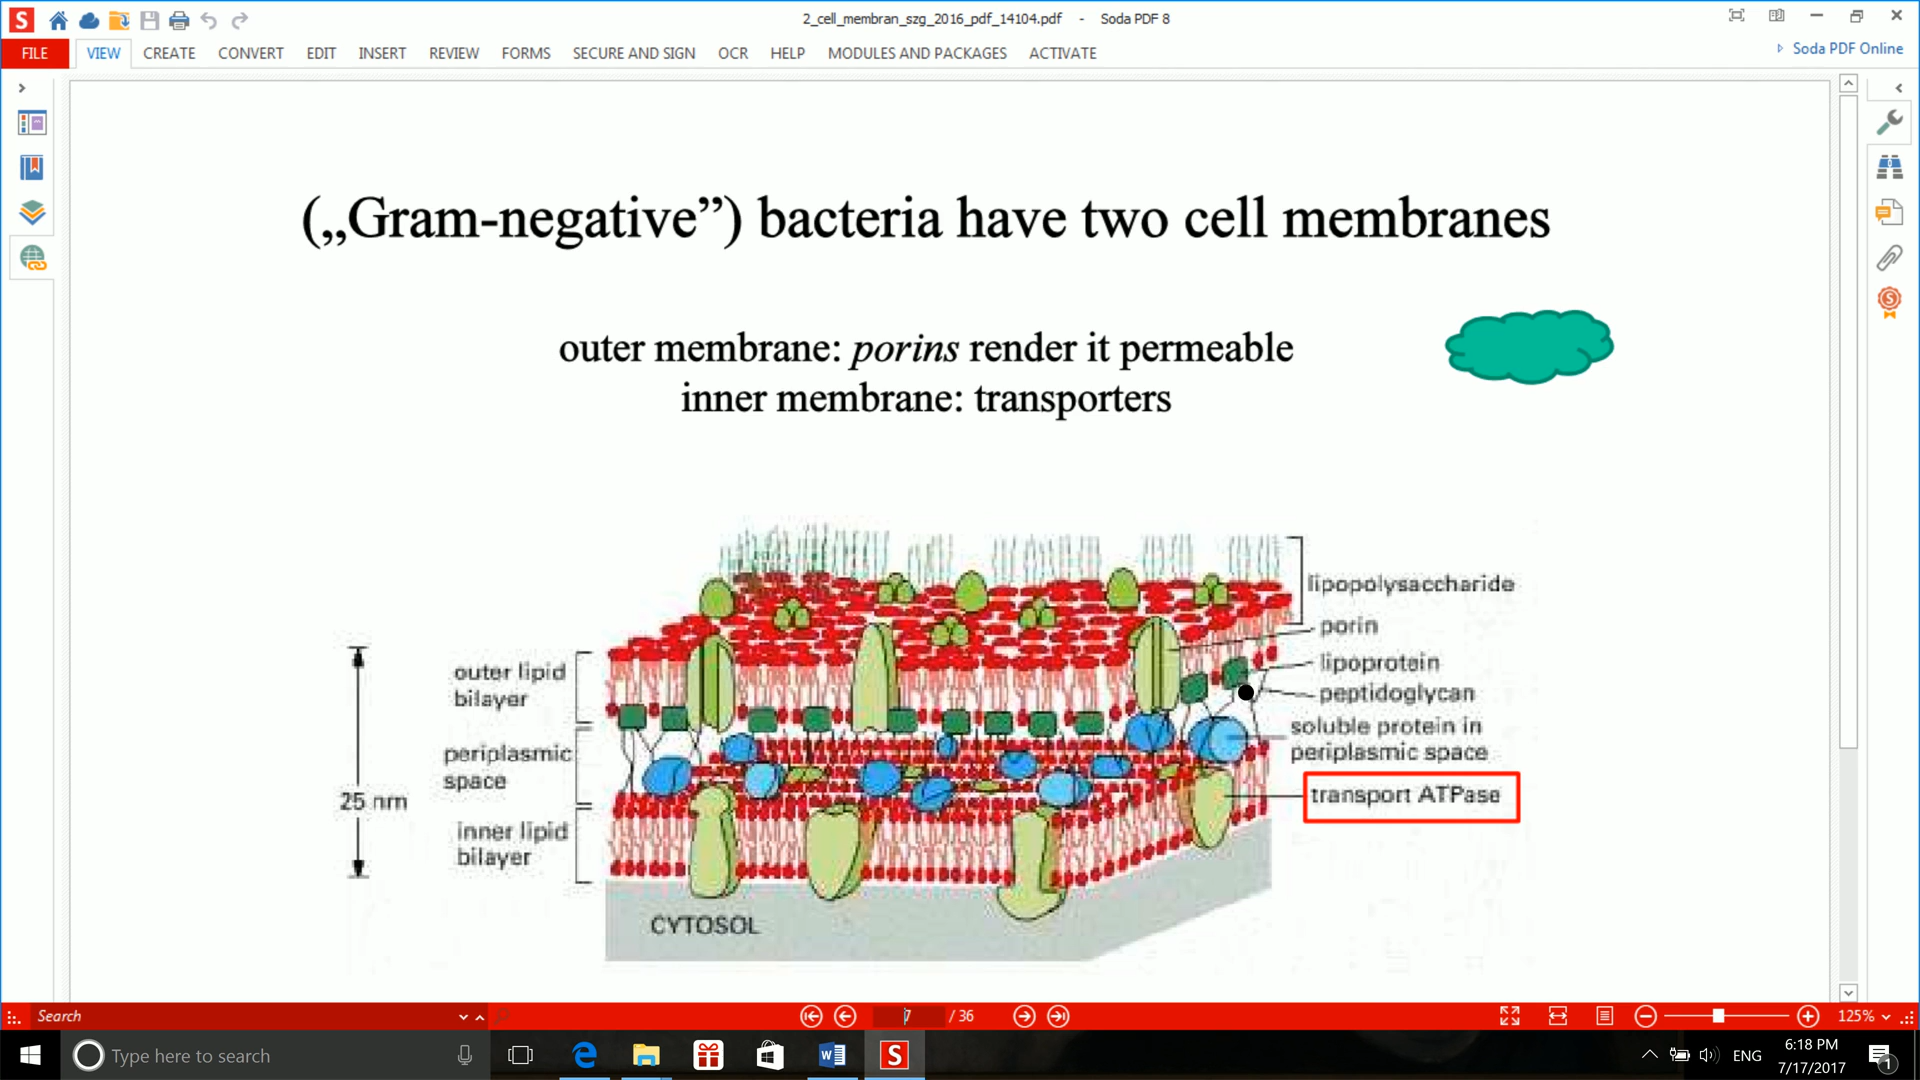 2_cell_membran_szg_2016_pdf_14104.pdf - Soda PDF 8
FILE VIEW CREATE CONVERT EDIT INSERT REVIEW FORMS SECURE AND SIGN OCR HELP MODULES AND PACKAGES ACTIVATE
Soda PDF Online
(„Gram-negative”) bacteria have two cell membranes
outer membrane: porins render it permeable
inner membrane: transporters
lipopolysaccharide
porin
lipoprotein
peptidoglycan
soluble protein in
periplasmic space
transport ATPase
outer lipid
bilayer
periplasmic
space
inner lipid
bilayer
25 nm
CYTOSOL
Search
7 / 36
125%
Type here to search
ENG
6:18 PM
7/17/2017
1